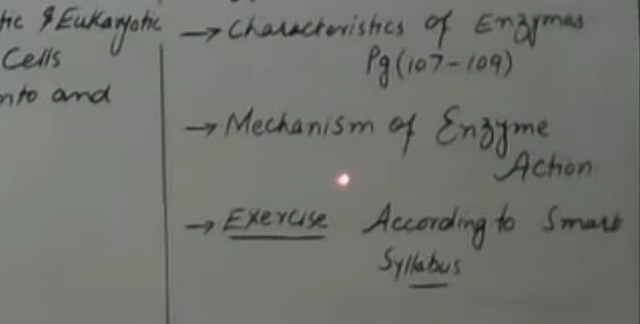 tic & Eukaryotic
Cells
nto and
→ Characteristics of Enzymes
Pg (107-109)
→ Mechanism of Enzyme
Action
→ Exercise According to Smart
Syllabus